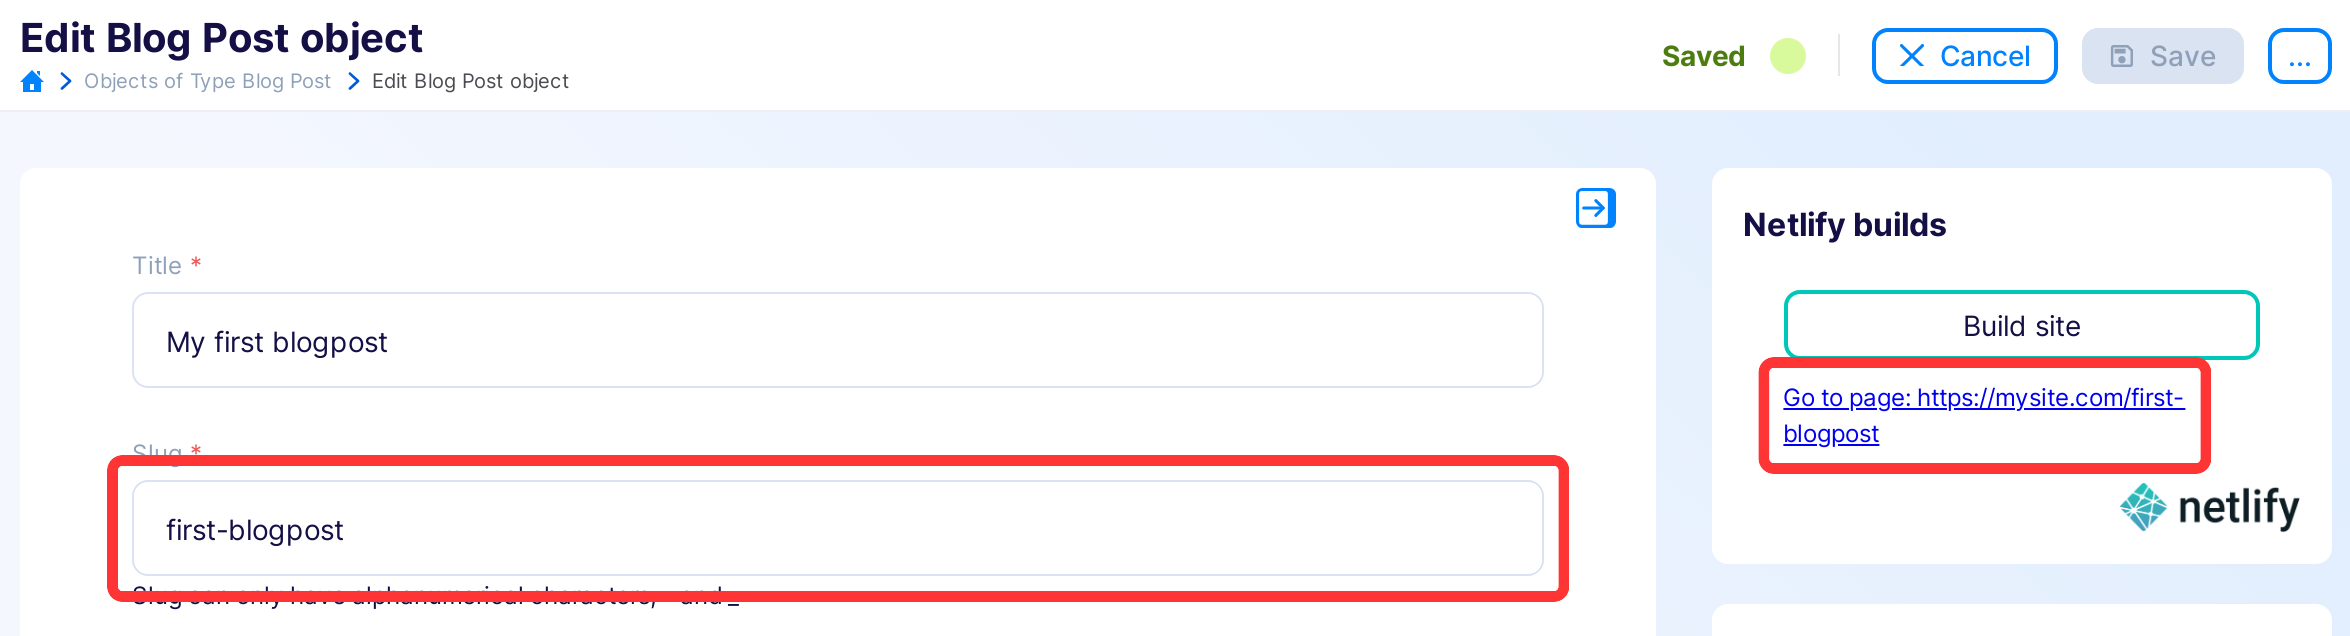 Edit Blog Post object
Objects of Type Blog Post Edit Blog Post object
Saved
Cancel
Save
...
Title *
My first blogpost
Slug *
first-blogpost
Slug can only have alphanumerical characters, - and _
Netlify builds
Build site
Go to page: https://mysite.com/first-
blogpost
netlify